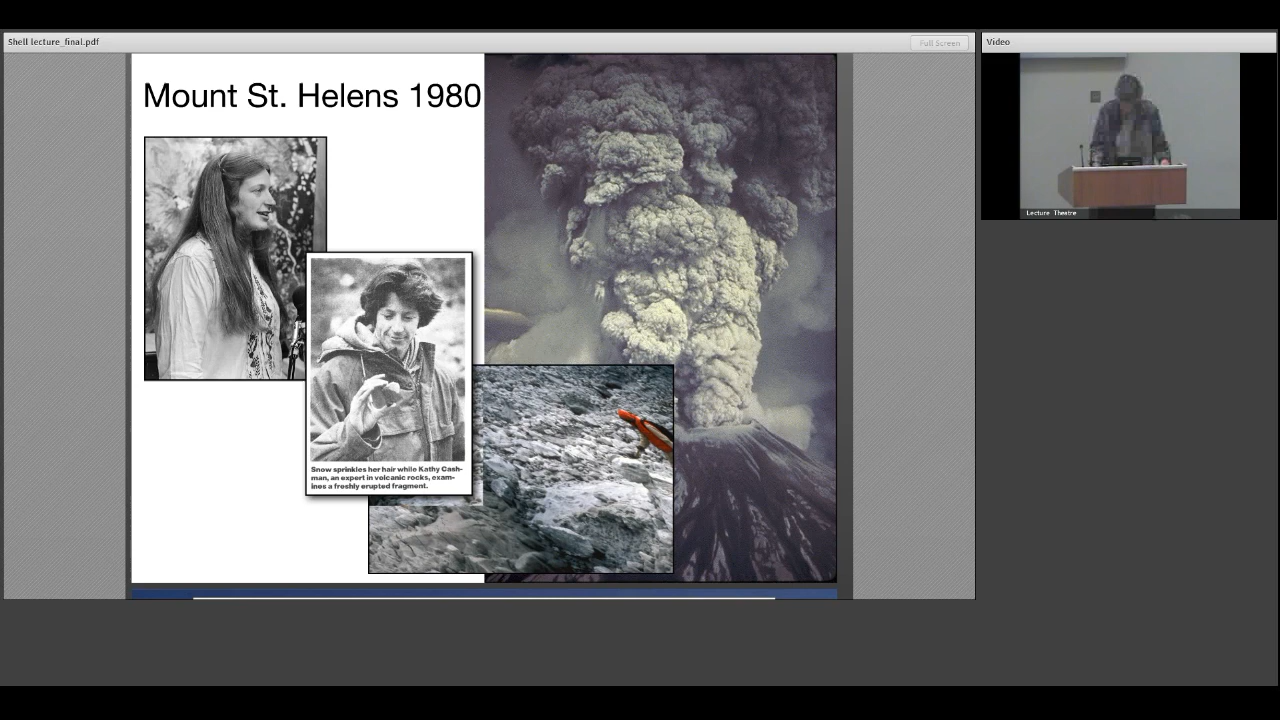 Shell lecture_final.pdf
Full Screen
Video
Mount St. Helens 1980
Lecture Theatre
Snow sprinkles her hair while Kathy Cash-
man, an expert in volcanic rocks, exam-
ines a freshly erupted fragment.